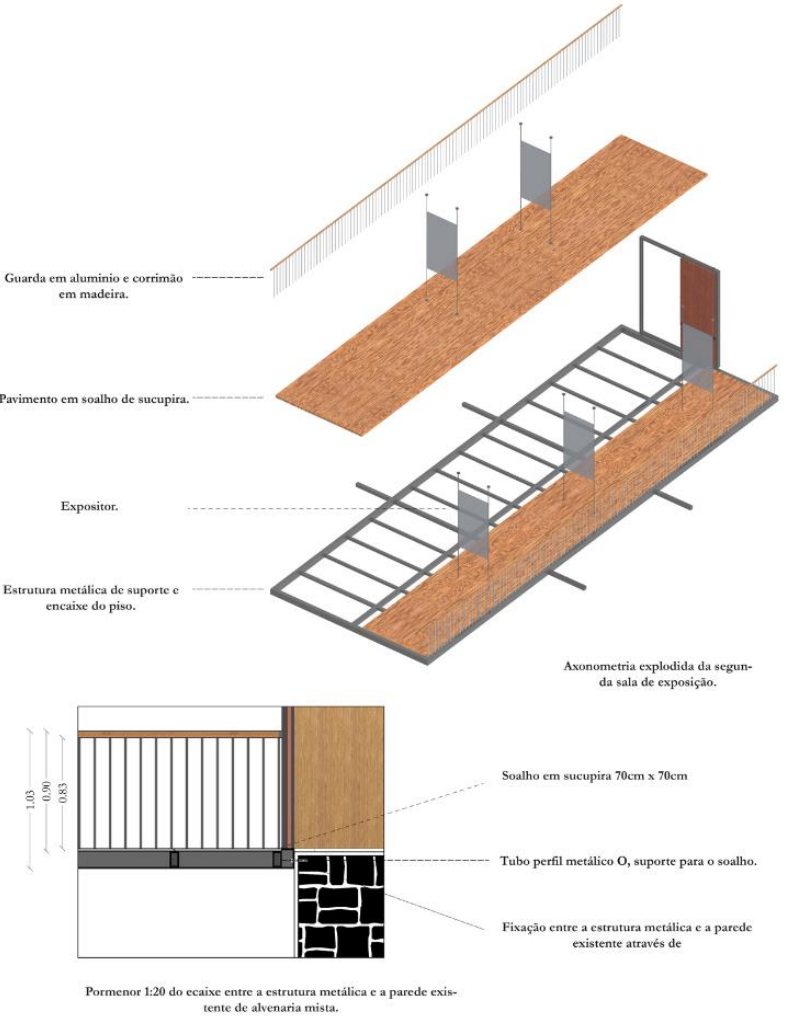 Guarda em alumínio e corrimão
em madeira.
Pavimento em soalho de sucupira.
Expositor.
Estrutura metálica de suporte e
encaixe do piso.
Axonometria explodida da segun-
da sala de exposição.
1.03
0.90
0.83
Soalho em sucupira 70cm x 70cm
Tubo perfil metálico O, suporte para o soalho.
Fixação entre a estrutura metálica e a parede
existente através de
Pormenor 1:20 do ecaixe entre a estrutura metálica e a parede exis-
tente de alvenaria mista.